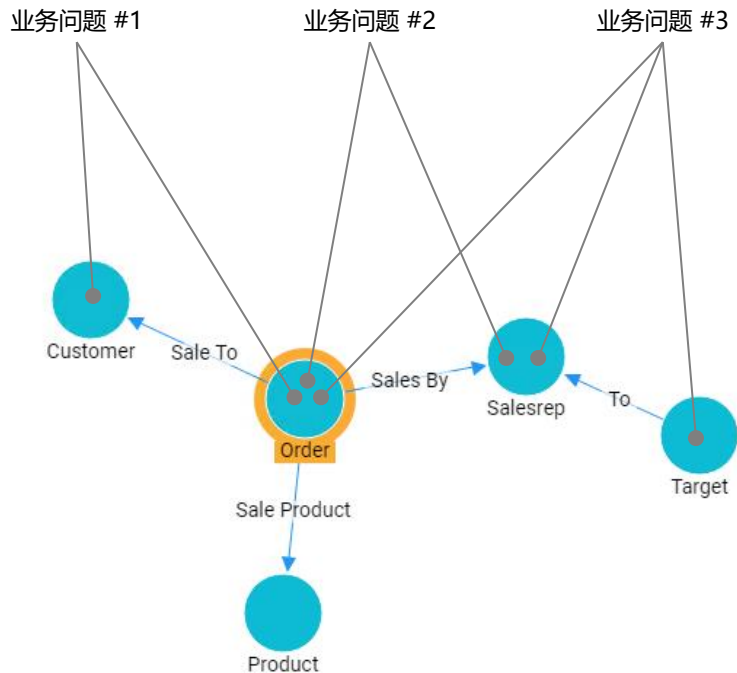 业务问题 #1
业务问题 #2
业务问题 #3
Customer
Sale To
Order
Sales By
Salesrep
To
Target
Sale Product
Product